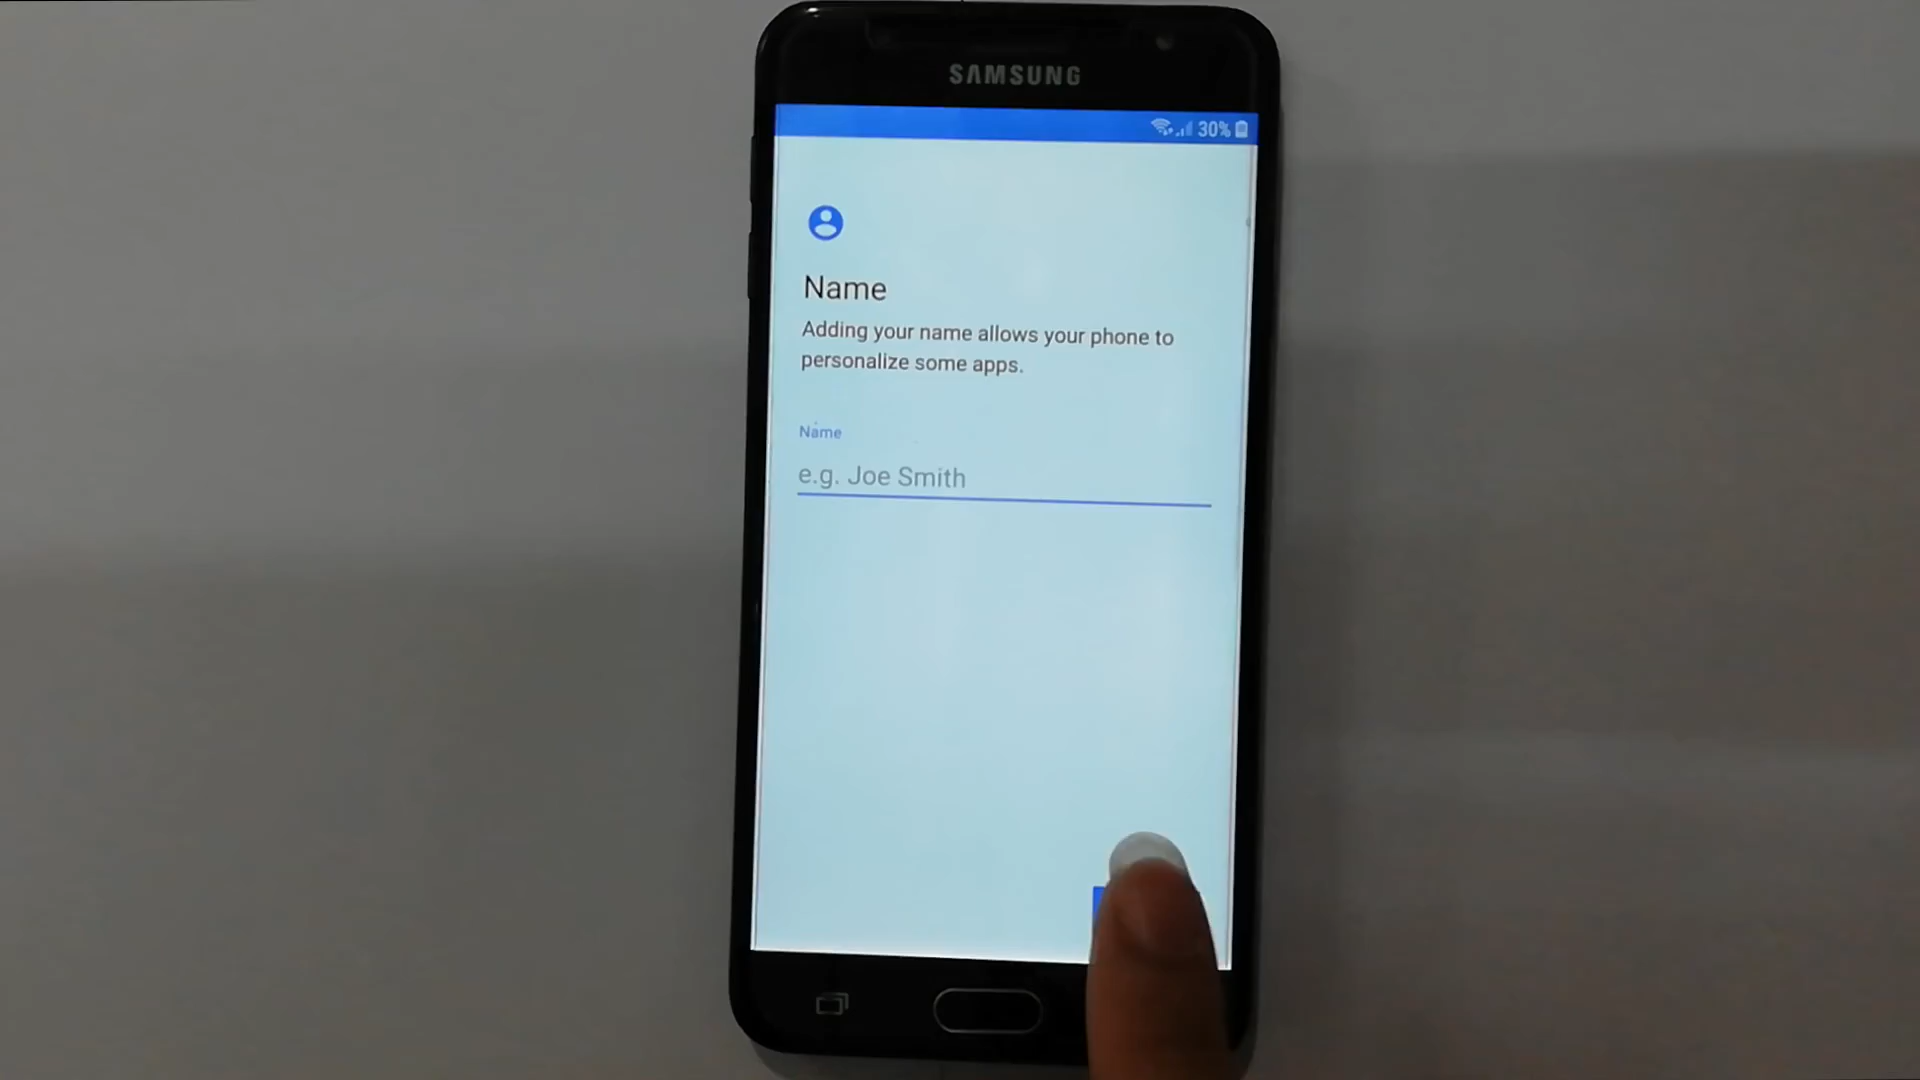 SAMSUNG
30%
Name
Adding your name allows your phone to
personalize some apps.
Name
e.g. Joe Smith